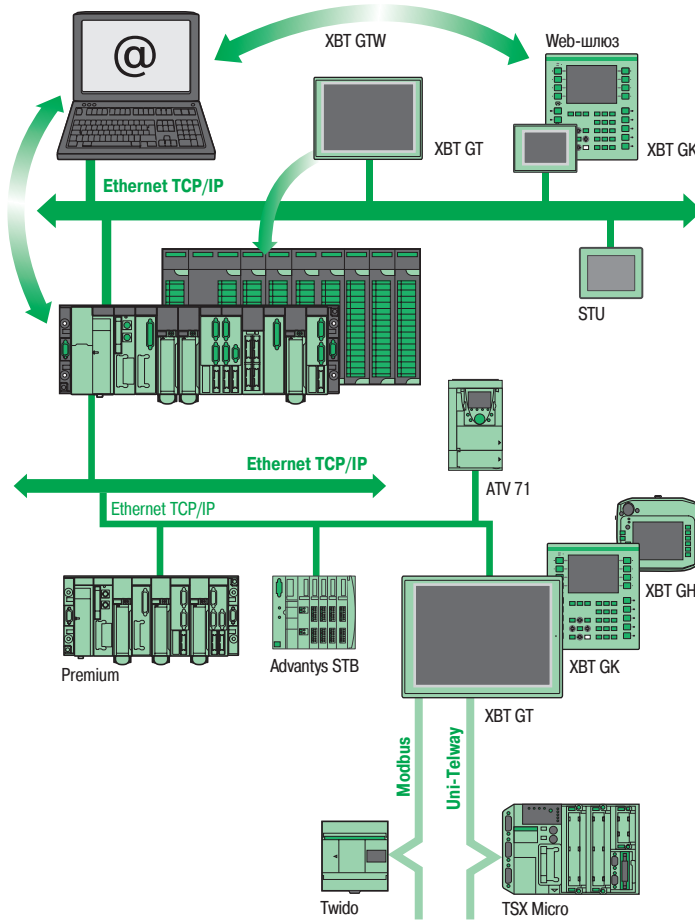 @
XBT GTW
Web-шлюз
XBT GT
XBT GK
Ethernet TCP/IP
STU
Ethernet TCP/IP
ATV 71
Ethernet TCP/IP
XBT GH
Premium
Advantys STB
XBT GK
XBT GT
Modbus
Uni-Telway
Twido
TSX Micro